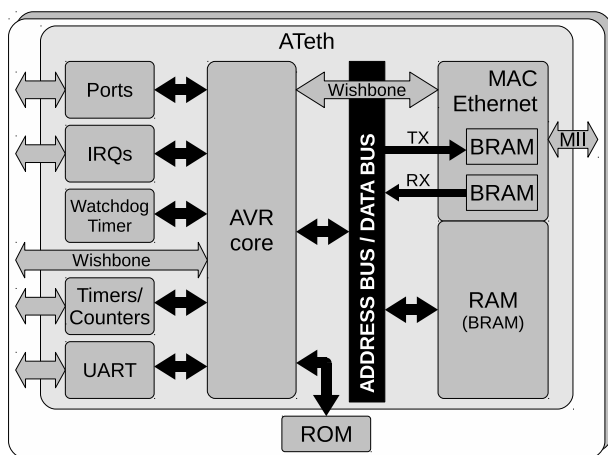 ATeth
Ports
IRQs
Watchdog
Timer
Wishbone
Timers/
Counters
UART
AVR
core
Wishbone
ADDRESS BUS / DATA BUS
TX
RX
MAC
Ethernet
BRAM
BRAM
MII
RAM
(BRAM)
ROM